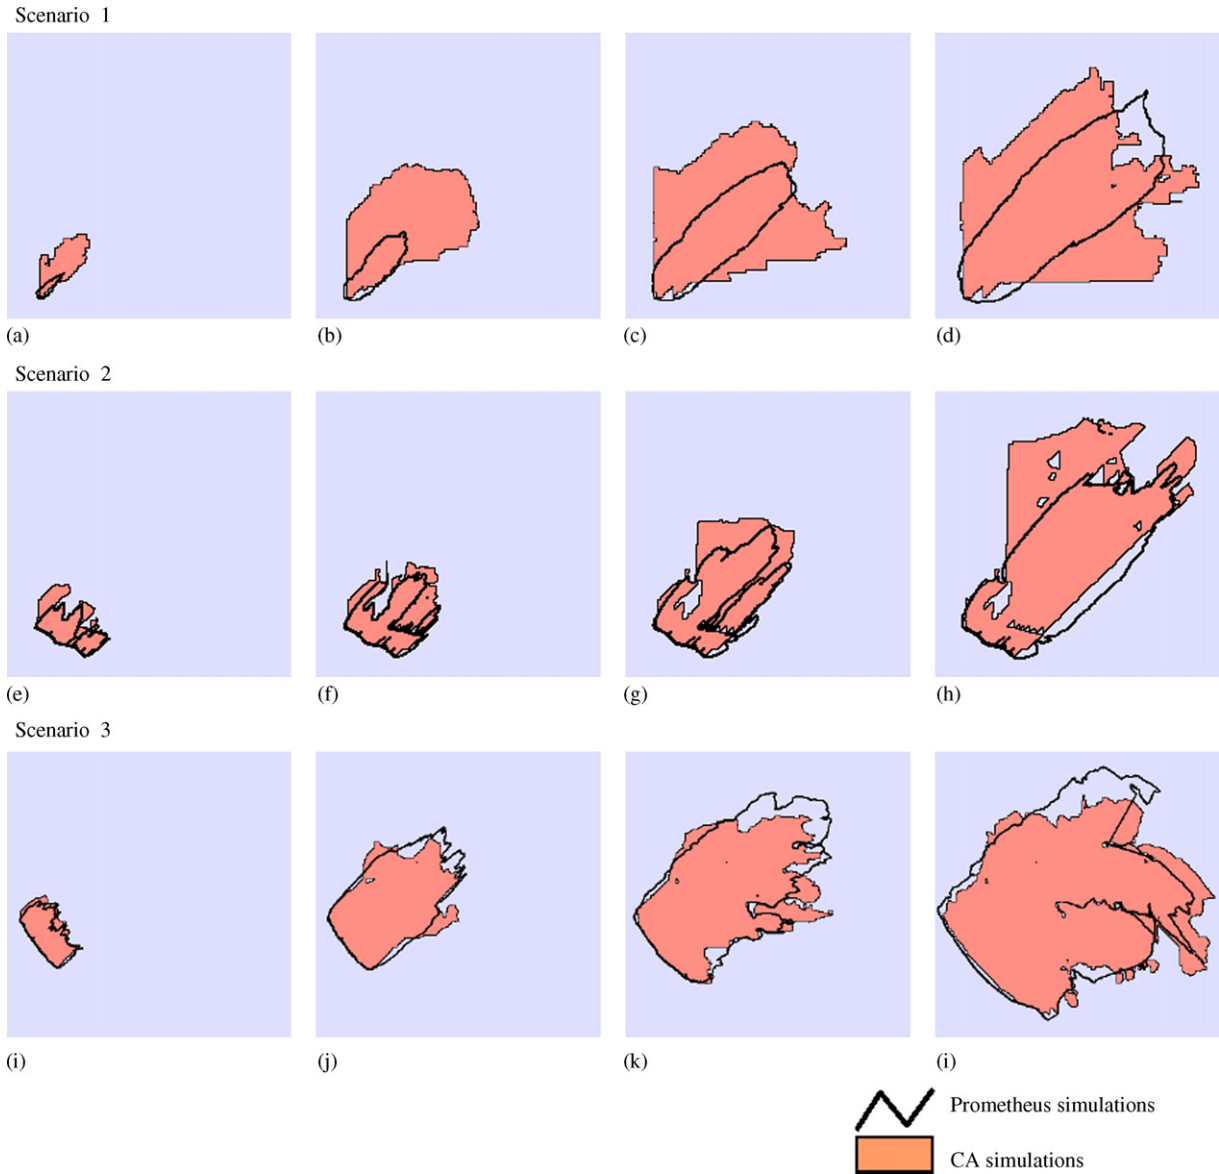 Scenario 1
(a) (b) (c) (d)
Scenario 2
(e) (f) (g) (h)
Scenario 3
(i) (j) (k) (i)
Prometheus simulations
CA simulations